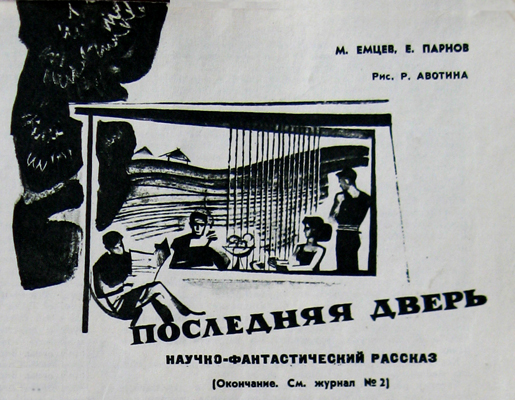 М. ЕМЦЕВ, Е. ПАРНОВ
Рис. Р. АВОТИНА
ПОСЛЕДНЯЯ ДВЕРЬ
НАУЧНО-ФАНТАСТИЧЕСКИЙ РАССКАЗ
(Окончание. См. журнал № 2)